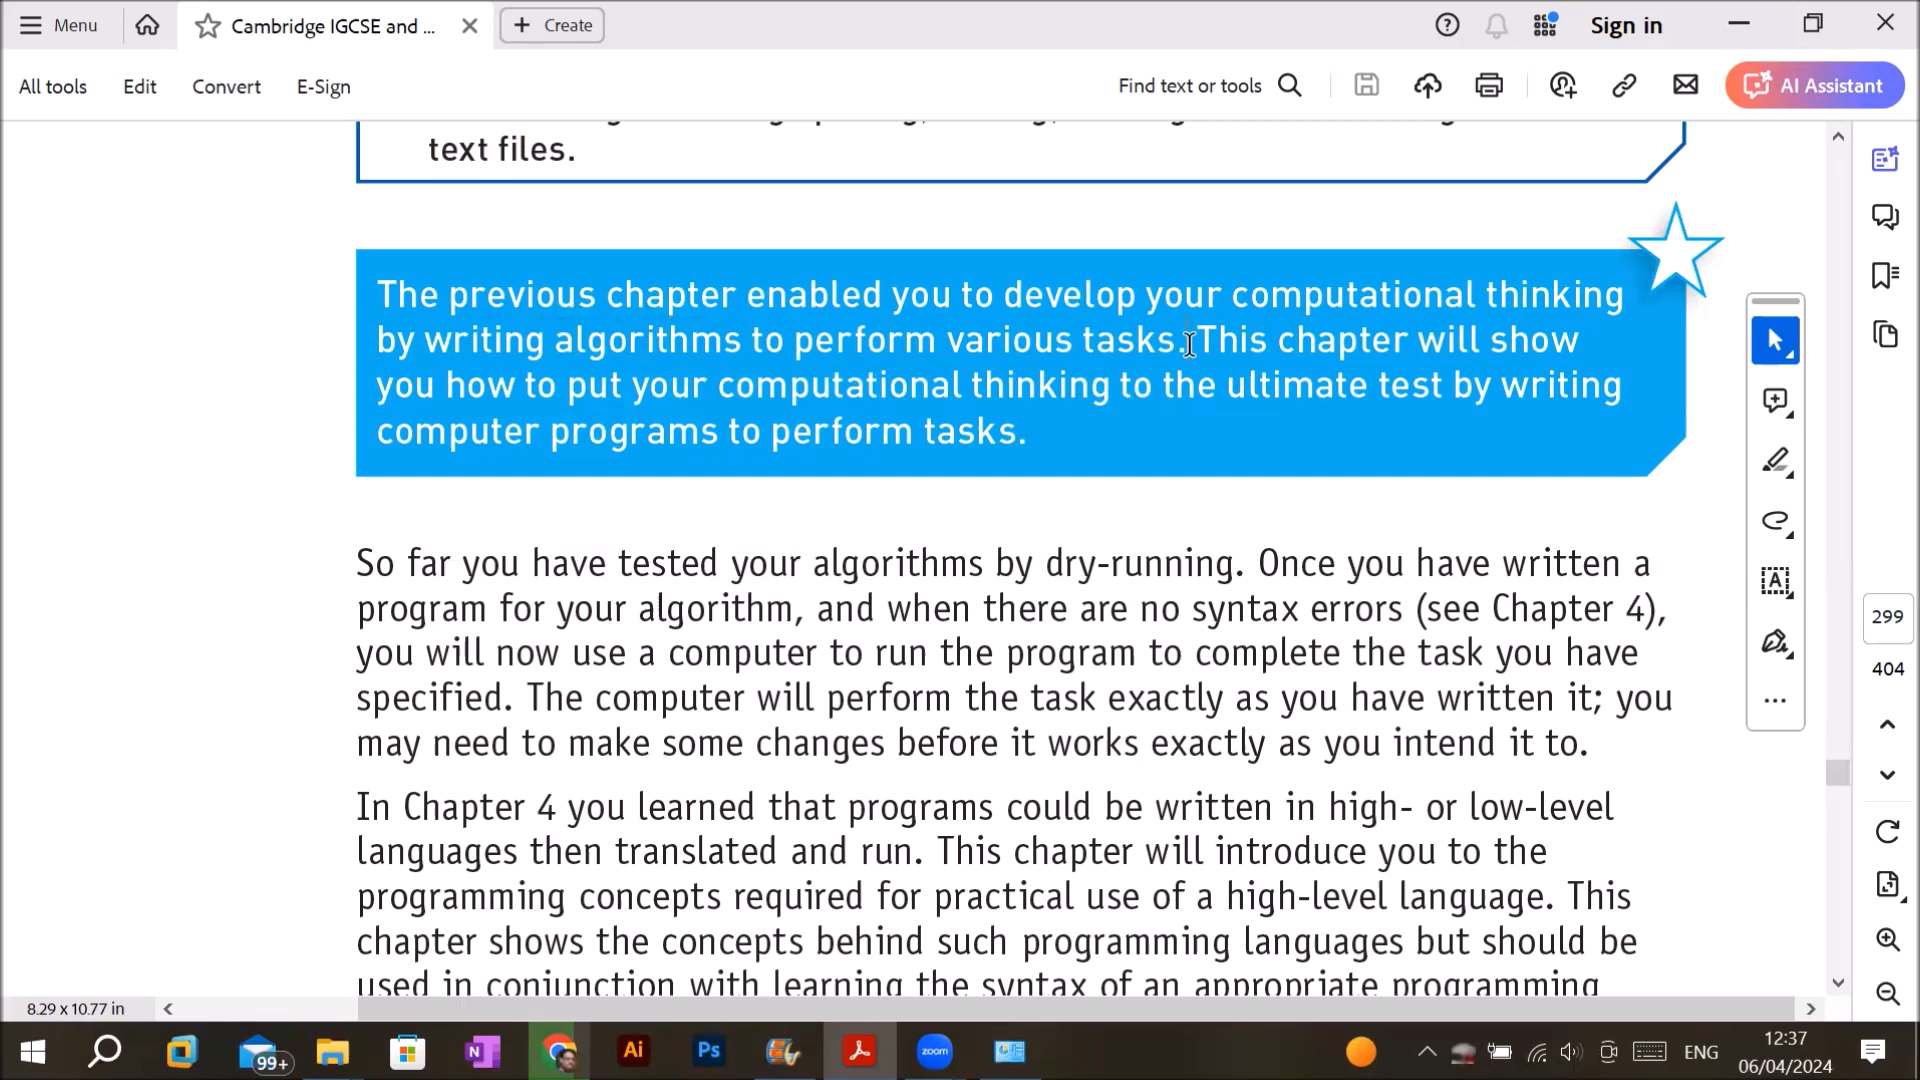 Menu
Cambridge IGCSE and ...
Create
Sign in
All tools
Edit
Convert
E-Sign
Find text or tools
AI Assistant
text files.
The previous chapter enabled you to develop your computational thinking
by writing algorithms to perform various tasks. This chapter will show
you how to put your computational thinking to the ultimate test by writing
computer programs to perform tasks.
So far you have tested your algorithms by dry-running. Once you have written a
program for your algorithm, and when there are no syntax errors (see Chapter 4),
you will now use a computer to run the program to complete the task you have
specified. The computer will perform the task exactly as you have written it; you
may need to make some changes before it works exactly as you intend it to.
In Chapter 4 you learned that programs could be written in high- or low-level
languages then translated and run. This chapter will introduce you to the
programming concepts required for practical use of a high-level language. This
chapter shows the concepts behind such programming languages but should be
used in conjunction with learning the syntax of an appropriate programming
299
404
8.29 x 10.77 in
99+
N
Ai
Ps
zoom
ENG
12:37
06/04/2024